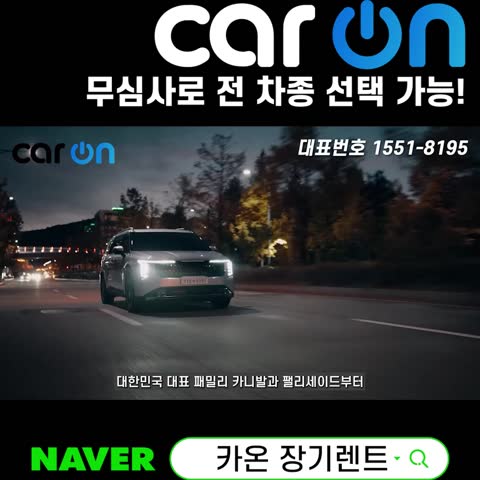 car on
무심사로 전 차종 선택 가능!
car on
대표번호 1551-8195
대한민국 대표 패밀리 카니발과 팰리세이드부터
NAVER
카온 장기렌트